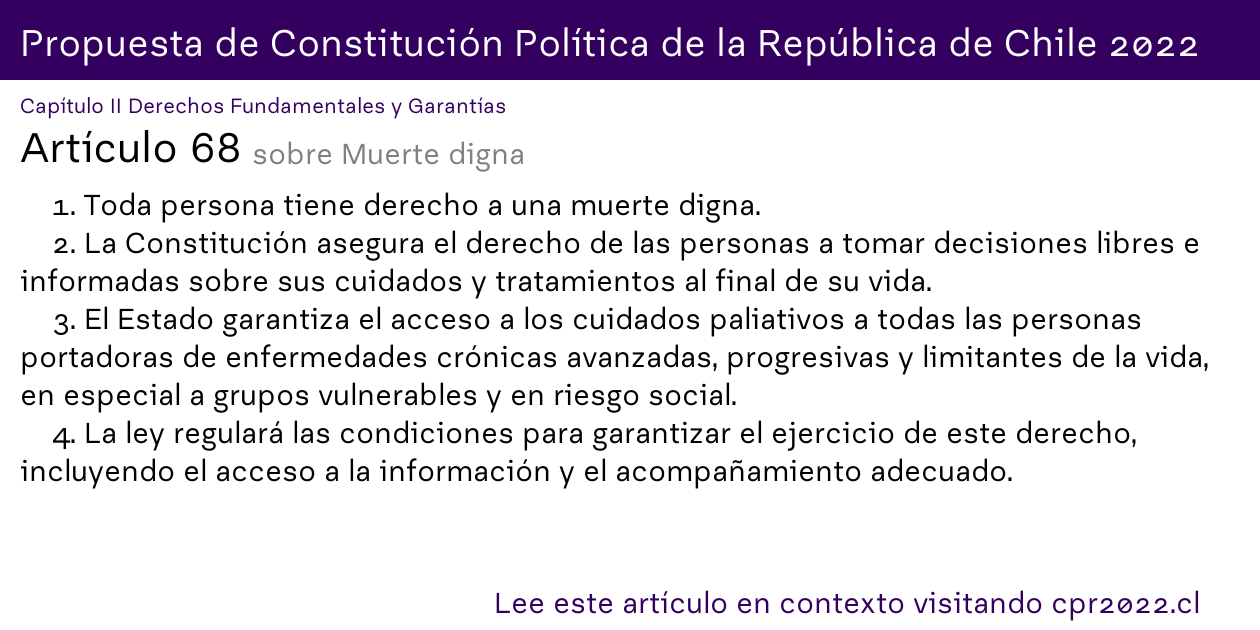 Propuesta de Constitución Política de la República de Chile 2022
Capítulo II Derechos Fundamentales y Garantías
Artículo 68 sobre Muerte digna
1. Toda persona tiene derecho a una muerte digna.
2. La Constitución asegura el derecho de las personas a tomar decisiones libres e
informadas sobre sus cuidados y tratamientos al final de su vida.
3. El Estado garantiza el acceso a los cuidados paliativos a todas las personas
portadoras de enfermedades crónicas avanzadas, progresivas y limitantes de la vida,
en especial a grupos vulnerables y en riesgo social.
4. La ley regulará las condiciones para garantizar el ejercicio de este derecho,
incluyendo el acceso a la información y el acompañamiento adecuado.
Lee este artículo en contexto visitando cpr2022.cl